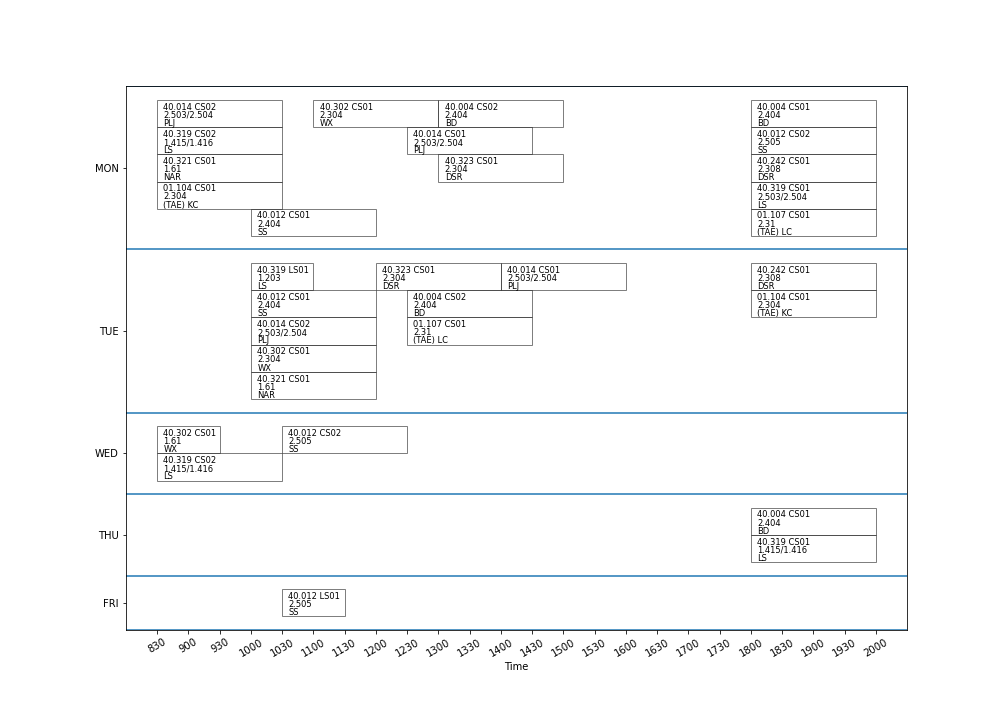 MON
40.014 CS02
2.503/2.504
PLJ
40.302 CS01
2.304
WX
40.004 CS02
2.404
BD
40.004 CS01
2.404
BD
40.319 CS02
1.415/1.416
LS
40.014 CS01
2.503/2.504
PLJ
40.012 CS02
2.505
SS
40.321 CS01
1.61
NAR
40.323 CS01
2.304
DSR
40.242 CS01
2.308
DSR
01.104 CS01
2.304
(TAE) KC
40.319 CS01
2.503/2.504
LS
40.012 CS01
2.404
SS
01.107 CS01
2.31
(TAE) LC
TUE
40.319 LS01
1.203
LS
40.323 CS01
2.304
DSR
40.014 CS01
2.503/2.504
PLJ
40.242 CS01
2.308
DSR
40.012 CS01
2.404
SS
40.004 CS02
2.404
BD
01.104 CS01
2.304
(TAE) KC
40.014 CS02
2.503/2.504
PLJ
01.107 CS01
2.31
(TAE) LC
40.302 CS01
2.304
WX
40.321 CS01
1.61
NAR
WED
40.302 CS01
1.61
WX
40.012 CS02
2.505
SS
40.319 CS02
1.415/1.416
LS
THU
40.004 CS01
2.404
BD
40.319 CS01
1.415/1.416
LS
FRI
40.012 LS01
2.505
SS
830 900 930 1000 1030 1100 1130 1200 1230 1300 1330 1400 1430 1500 1530 1600 1630 1700 1730 1800 1830 1900 1930 2000
Time